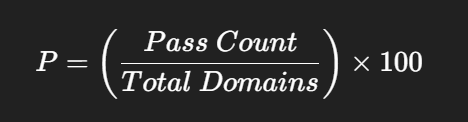 P = (Pass Count / Total Domains) × 100